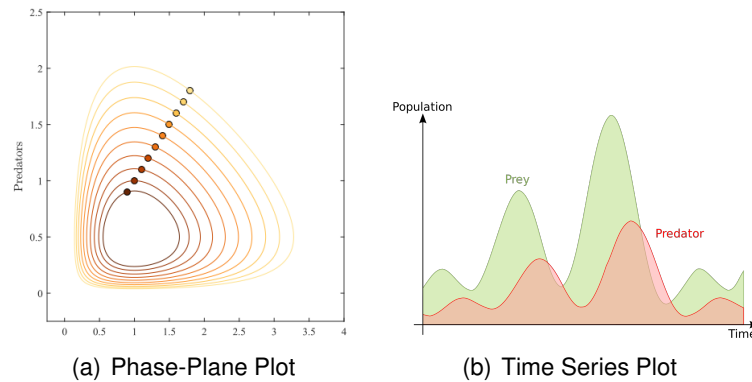 2.5
2
1.5
1
0.5
0
Predators
0 0.5 1 1.5 2 2.5 3 3.5 4
(a) Phase-Plane Plot
Population
Prey
Predator
Time
(b) Time Series Plot